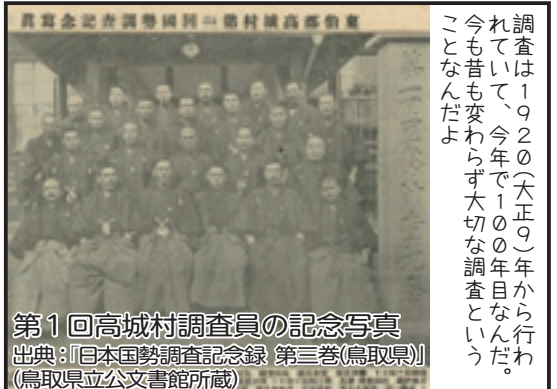 調査は1920(大正9)年から行わ
れていて、今年で100年目なんだ。
今も昔も変わらず大切な調査という
ことなんだよ
真寫念記査調勢國回一第村城高郡伯東
第1回高城村調査員の記念写真
出典:『日本国勢調査記念録 第三巻(鳥取県)』
(鳥取県立公文書館所蔵)